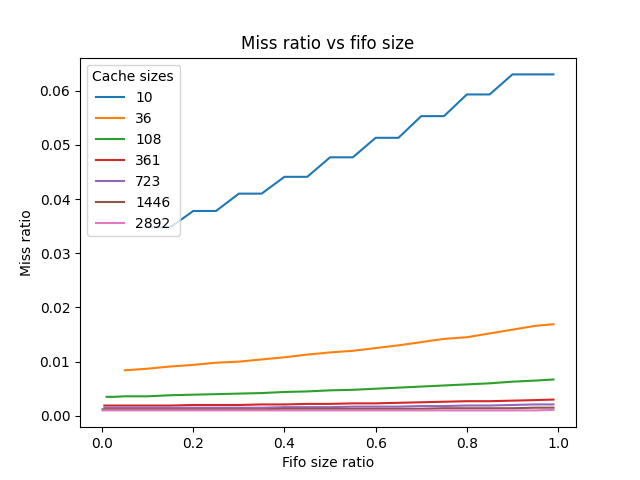 Miss ratio vs fifo size
Cache sizes
10
36
108
361
723
1446
2892
0.06
0.05
0.04
0.03
0.02
0.01
0.00
Miss ratio
0.0 0.2 0.4 0.6 0.8 1.0
Fifo size ratio